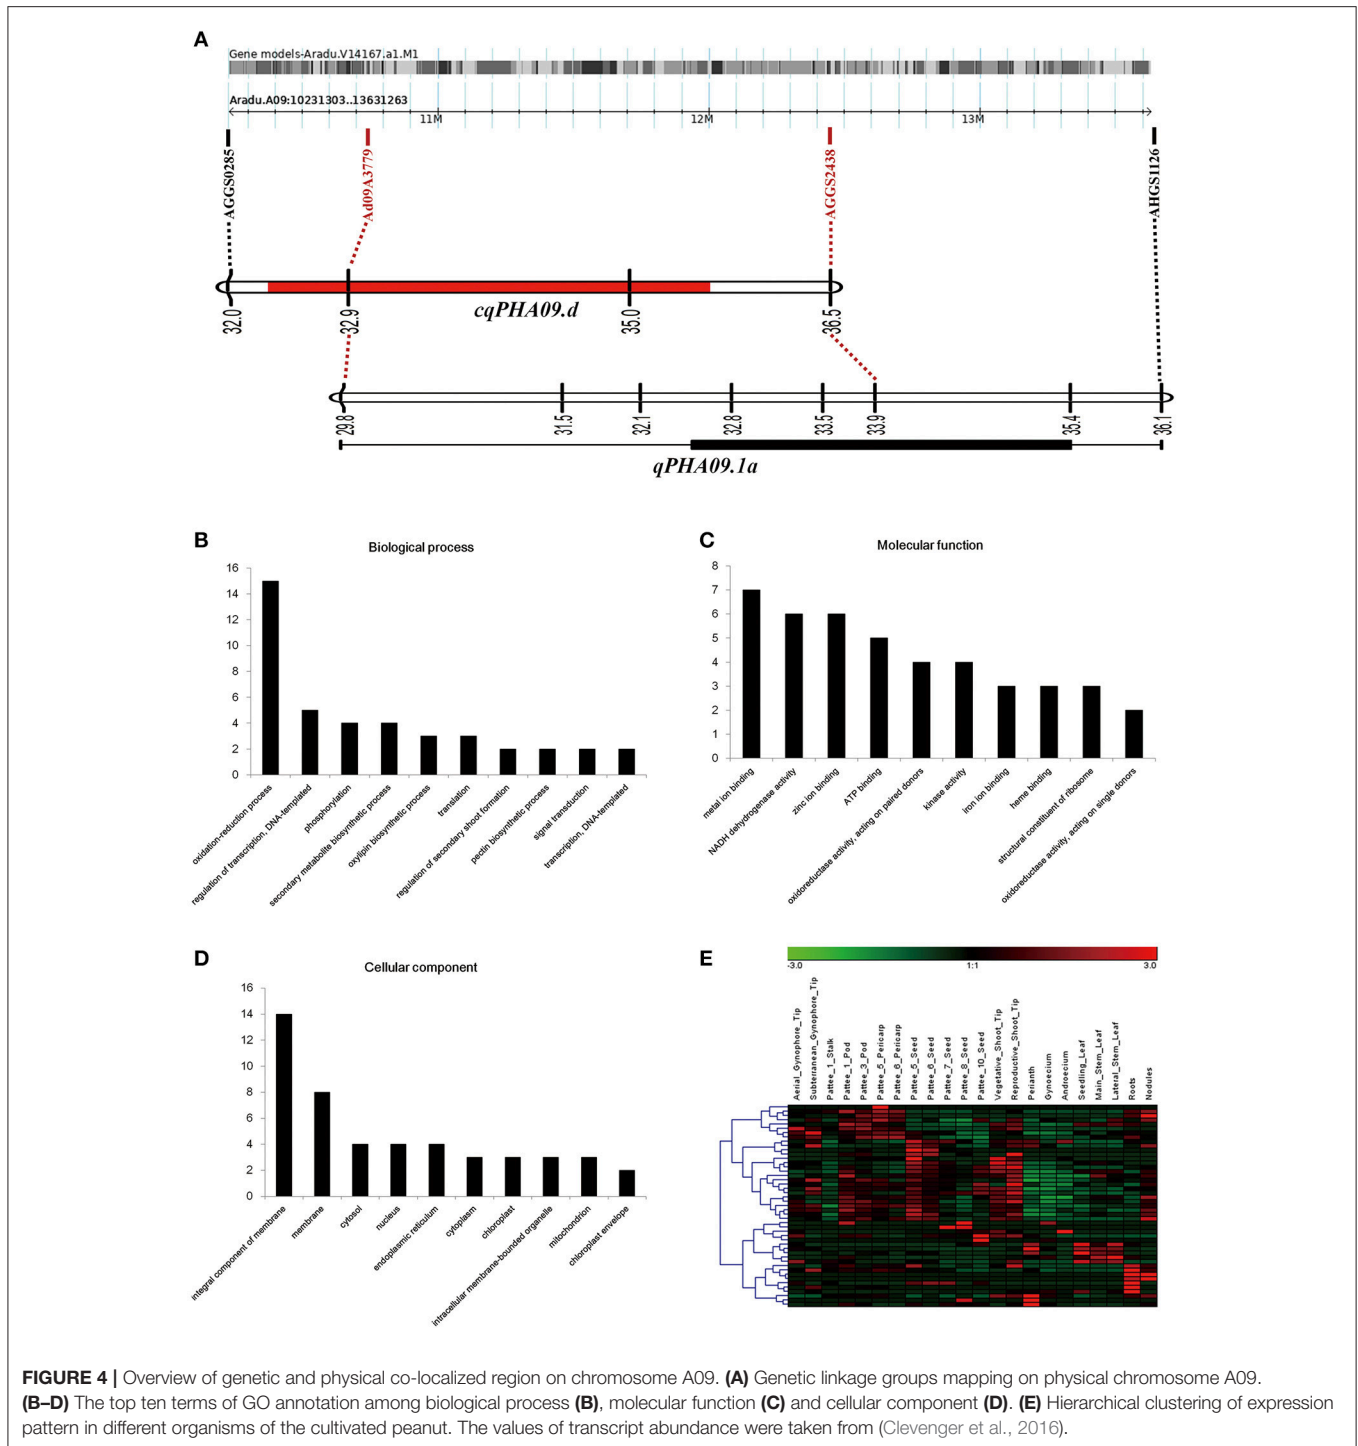 A
Gene models-Aradu.V14167.a1.M1
Aradu.A09:10231303..13631263
11M
12M
13M
AGGS0285
Ad09A3779
AGGS2438
AHGS1126
cqPHA09.d
32.0
32.9
35.0
36.5
29.8
31.5
32.1
32.8
33.5
33.9
35.4
36.1
qPHA09.1a
B
Biological process
16
14
12
10
8
6
4
2
0
oxidation-reduction process
regulation of transcription, DNA-templated
phosphorylation
secondary metabolite biosynthetic process
oxylipin biosynthetic process
translation
regulation of secondary shoot formation
pectin biosynthetic process
signal transduction
transcription, DNA-templated
C
Molecular function
8
7
6
5
4
3
2
1
0
metal ion binding
NADH dehydrogenase activity
zinc ion binding
ATP binding
oxidoreductase activity, acting on paired donors
kinase activity
iron ion binding
heme binding
structural constituent of ribosome
oxidoreductase activity, acting on single donors
D
Cellular component
16
14
12
10
8
6
4
2
0
integral component of membrane
membrane
cytosol
nucleus
endoplasmic reticulum
cytoplasm
chloroplast
intracellular membrane-bounded organelle
mitochondrion
chloroplast envelope
E
-3.0
1:1
3.0
Aerial_Gynophore_Tip
Subterranean_Gynophore_Tip
Pattee_1_Stalk
Pattee_1_Pod
Pattee_3_Pod
Pattee_5_Pericarp
Pattee_6_Pericarp
Pattee_5_Seed
Pattee_6_Seed
Pattee_7_Seed
Pattee_8_Seed
Pattee_10_Seed
Vegetative_Shoot_Tip
Reproductive_Shoot_Tip
Perianth
Gynoecium
Androecium
Seedling_Leaf
Main_Stem_Leaf
Lateral_Stem_Leaf
Roots
Nodules
FIGURE 4 | Overview of genetic and physical co-localized region on chromosome A09. (A) Genetic linkage groups mapping on physical chromosome A09.
(B–D) The top ten terms of GO annotation among biological process (B), molecular function (C) and cellular component (D). (E) Hierarchical clustering of expression
pattern in different organisms of the cultivated peanut. The values of transcript abundance were taken from (Clevenger et al., 2016).